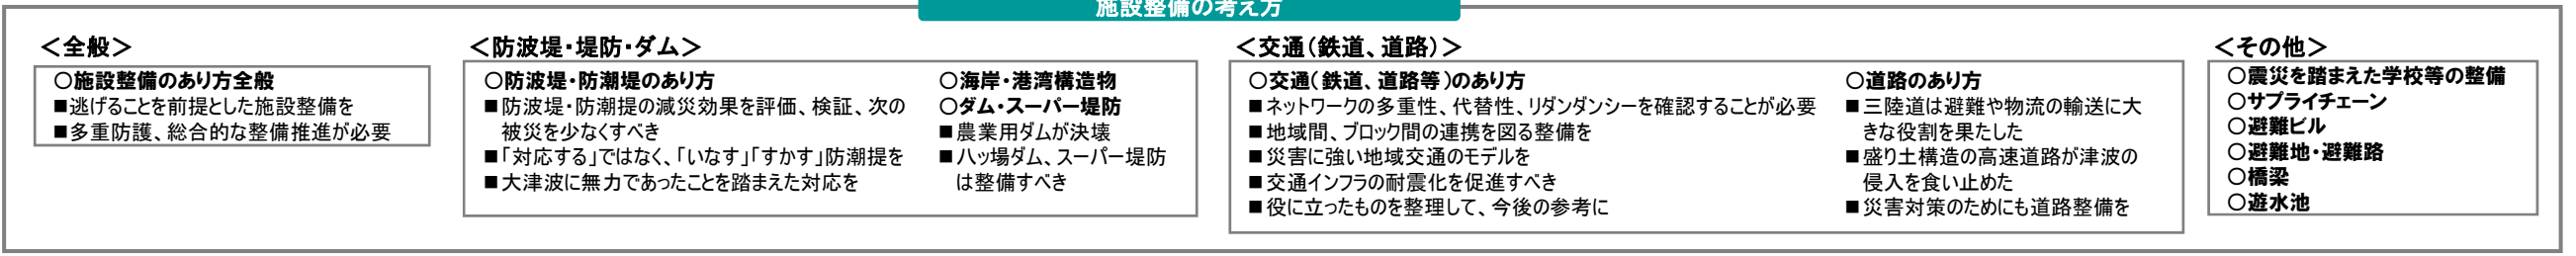 施設整備の考え方
＜全般＞
○施設整備のあり方全般
■逃げることを前提とした施設整備を
■多重防護、総合的な整備推進が必要
＜防波堤・堤防・ダム＞
○防波堤・防潮堤のあり方
■防波堤・防潮堤の減災効果を評価、検証、次の
被災を少なくすべき
■「対応する」ではなく、「いなす」「すかす」防潮堤を
■大津波に無力であったことを踏まえた対応を
○海岸・港湾構造物
○ダム・スーパー堤防
■農業用ダムが決壊
■八ッ場ダム、スーパー堤防
は整備すべき
＜交通（鉄道、道路）＞
○交通（鉄道、道路等）のあり方
■ネットワークの多重性、代替性、リダンダンシーを確認することが必要
■地域間、ブロック間の連携を図る整備を
■災害に強い地域交通のモデルを
■交通インフラの耐震化を促進すべき
■役に立ったものを整理して、今後の参考に
○道路のあり方
■三陸道は避難や物流の輸送に大
きな役割を果たした
■盛り土構造の高速道路が津波の
侵入を食い止めた
■災害対策のためにも道路整備を
＜その他＞
○震災を踏まえた学校等の整備
○サプライチェーン
○避難ビル
○避難地・避難路
○橋梁
○遊水池